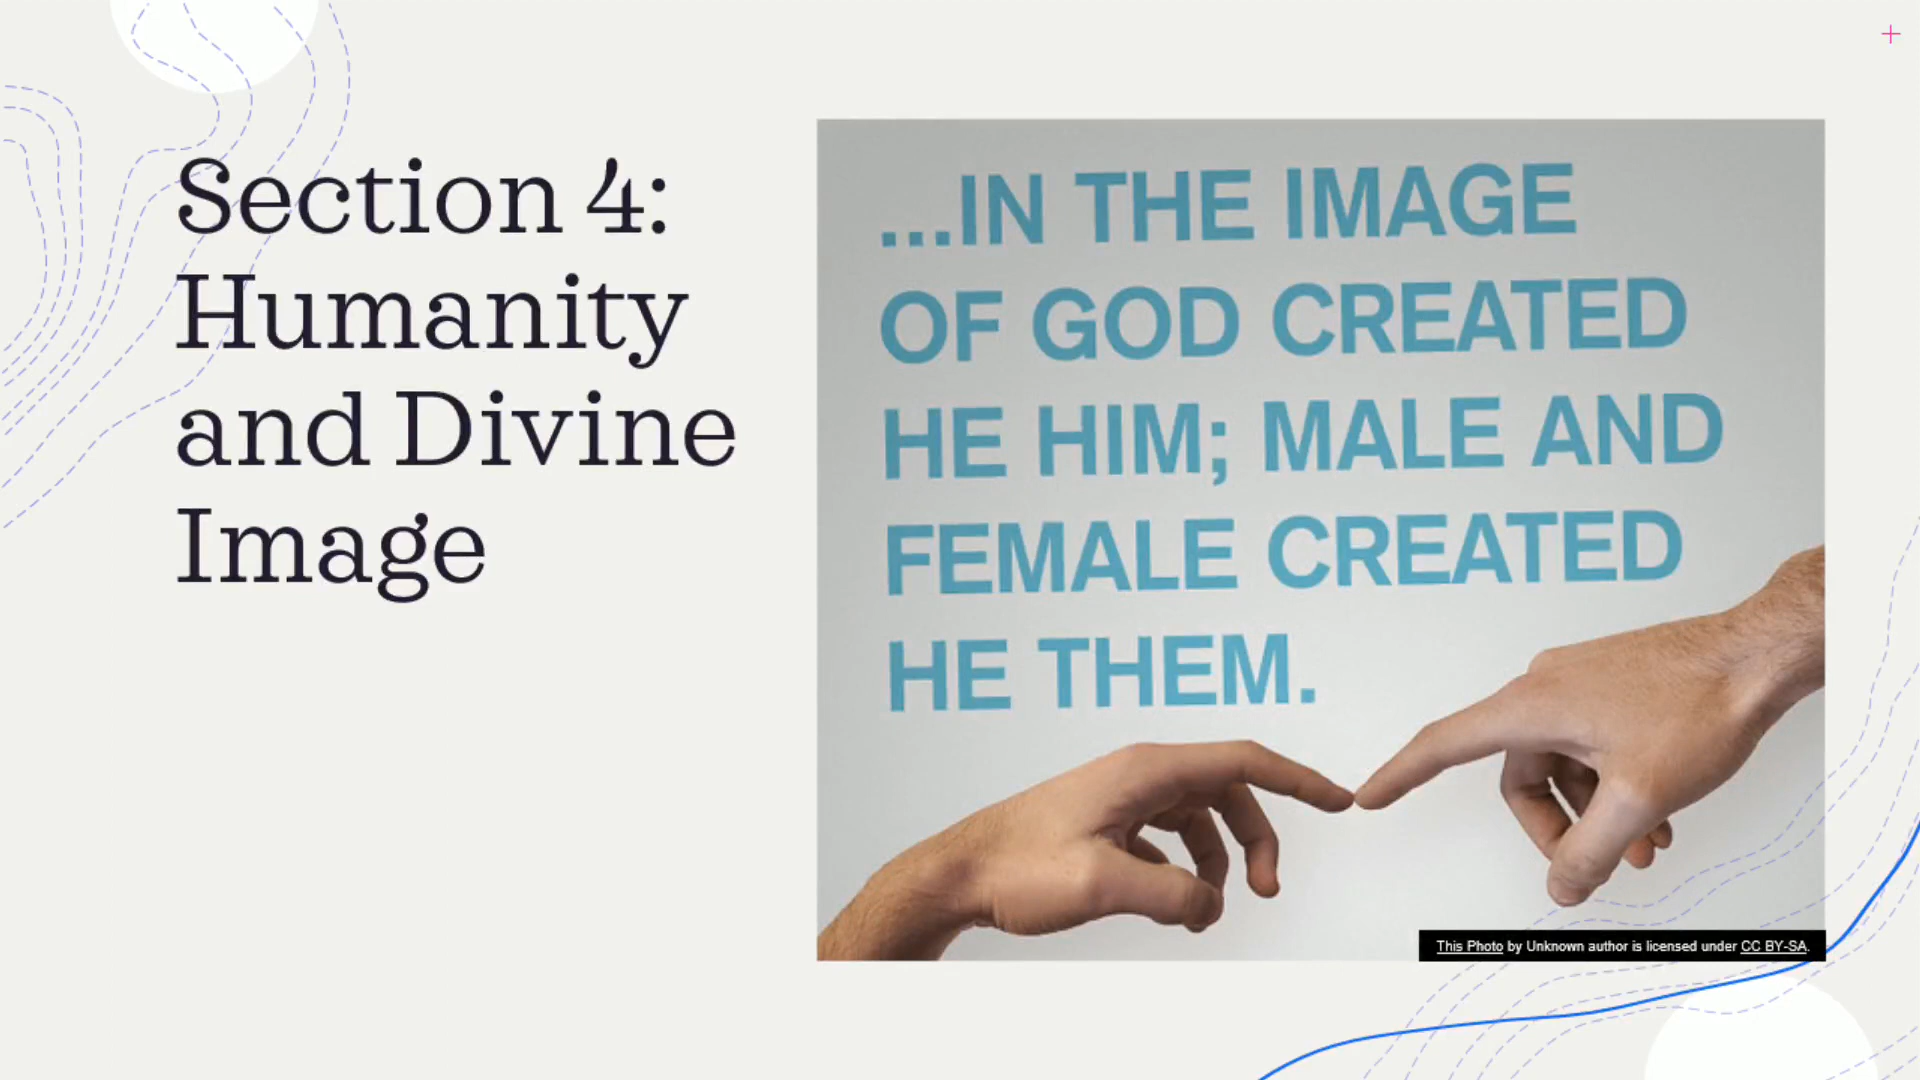 Section 4:
Humanity
and Divine
Image
...IN THE IMAGE
OF GOD CREATED
HE HIM; MALE AND
FEMALE CREATED
HE THEM.
This Photo by Unknown author is licensed under CC BY-SA.